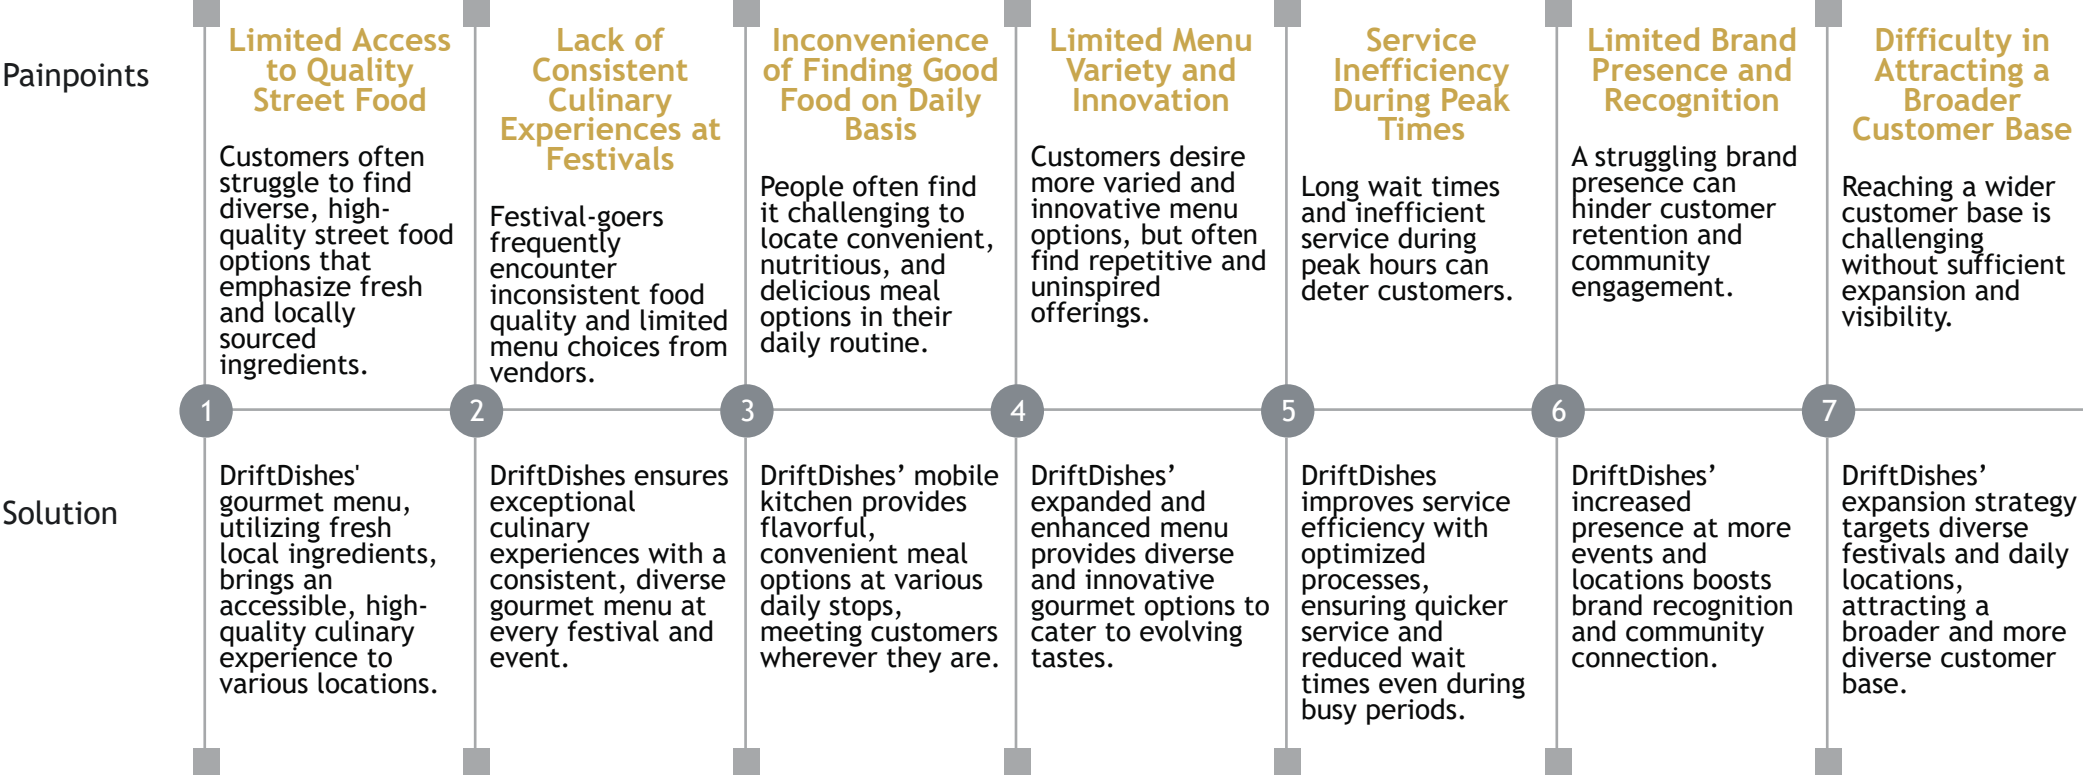 Painpoints
Limited Access
to Quality
Street Food
Customers often
struggle to find
diverse, high-
quality street food
options that
emphasize fresh
and locally
sourced
ingredients.
Lack of
Consistent
Culinary
Experiences at
Festivals
Festival-goers
frequently
encounter
inconsistent food
quality and limited
menu choices from
vendors.
Inconvenience
of Finding Good
Food on Daily
Basis
People often find
it challenging to
locate convenient,
nutritious, and
delicious meal
options in their
daily routine.
Limited Menu
Variety and
Innovation
Customers desire
more varied and
innovative menu
options, but often
find repetitive and
uninspired
offerings.
Service
Inefficiency
During Peak
Times
Long wait times
and inefficient
service during
peak hours can
deter customers.
Limited Brand
Presence and
Recognition
A struggling brand
presence can
hinder customer
retention and
community
engagement.
Difficulty in
Attracting a
Broader
Customer Base
Reaching a wider
customer base is
challenging
without sufficient
expansion and
visibility.
1
2
3
4
5
6
7
Solution
DriftDishes'
gourmet menu,
utilizing fresh
local ingredients,
brings an
accessible, high-
quality culinary
experience to
various locations.
DriftDishes ensures
exceptional
culinary
experiences with a
consistent, diverse
gourmet menu at
every festival and
event.
DriftDishes’ mobile
kitchen provides
flavorful,
convenient meal
options at various
daily stops,
meeting customers
wherever they are.
DriftDishes’
expanded and
enhanced menu
provides diverse
and innovative
gourmet options to
cater to evolving
tastes.
DriftDishes
improves service
efficiency with
optimized
processes,
ensuring quicker
service and
reduced wait
times even during
busy periods.
DriftDishes’
increased
presence at more
events and
locations boosts
brand recognition
and community
connection.
DriftDishes’
expansion strategy
targets diverse
festivals and daily
locations,
attracting a
broader and more
diverse customer
base.